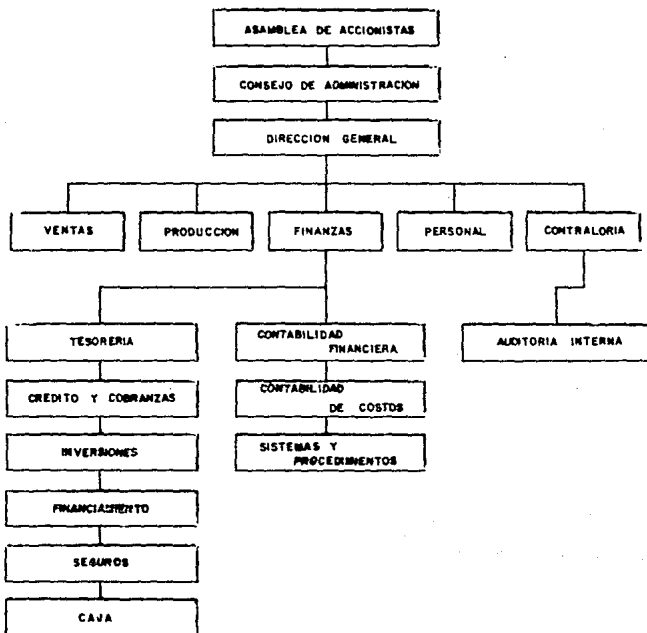 ASAMBLEA DE ACCIONISTAS
CONSEJO DE ADMINISTRACION
DIRECCION GENERAL
VENTAS
PRODUCCION
FINANZAS
PERSONAL
CONTRALORIA
TESORERIA
CONTABILIDAD
FINANCIERA
AUDITORIA INTERNA
CREDITO Y COBRANZAS
CONTABILIDAD
DE COSTOS
INVERSIONES
SISTEMAS Y
PROCEDIMIENTOS
FINANCIAMIENTO
SEGUROS
CAJA